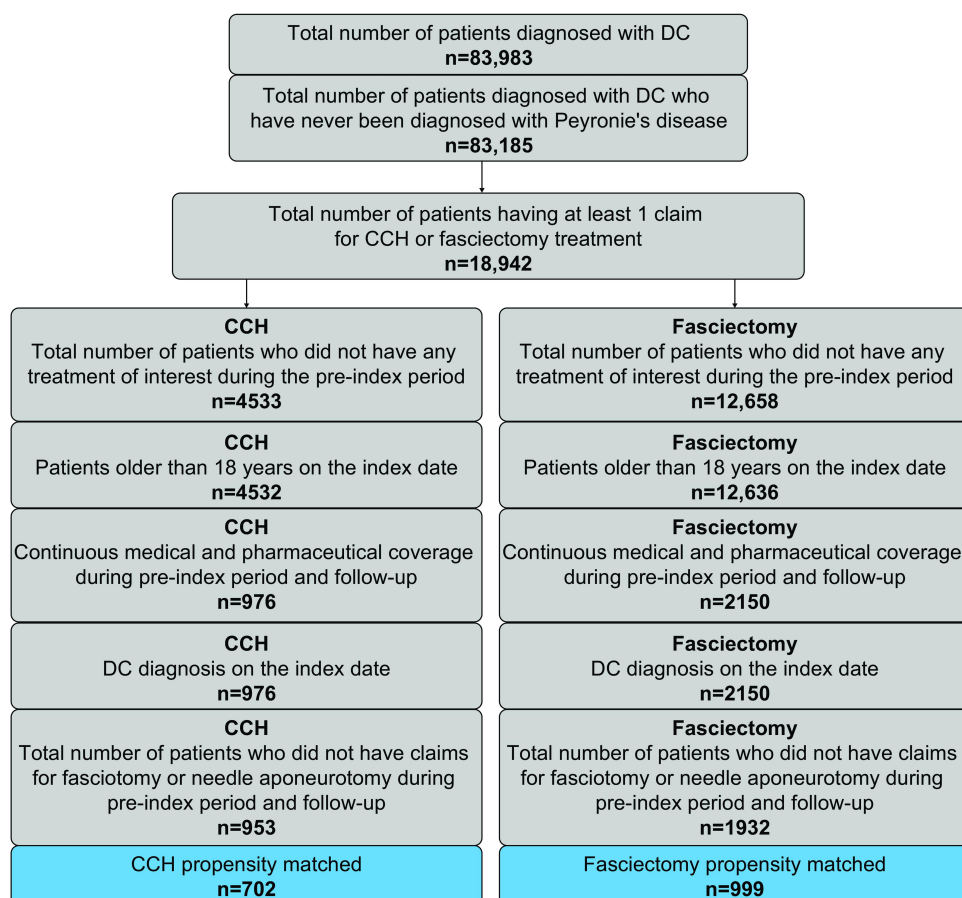 Total number of patients diagnosed with DC
n=83,983
Total number of patients diagnosed with DC who
have never been diagnosed with Peyronie's disease
n=83,185
Total number of patients having at least 1 claim
for CCH or fasciectomy treatment
n=18,942
CCH
Total number of patients who did not have any
treatment of interest during the pre-index period
n=4533
CCH
Patients older than 18 years on the index date
n=4532
CCH
Continuous medical and pharmaceutical coverage
during pre-index period and follow-up
n=976
CCH
DC diagnosis on the index date
n=976
CCH
Total number of patients who did not have claims
for fasciotomy or needle aponeurotomy during
pre-index period and follow-up
n=953
CCH propensity matched
n=702
Fasciectomy
Total number of patients who did not have any
treatment of interest during the pre-index period
n=12,658
Fasciectomy
Patients older than 18 years on the index date
n=12,636
Fasciectomy
Continuous medical and pharmaceutical coverage
during pre-index period and follow-up
n=2150
Fasciectomy
DC diagnosis on the index date
n=2150
Fasciectomy
Total number of patients who did not have claims
for fasciotomy or needle aponeurotomy during
pre-index period and follow-up
n=1932
Fasciectomy propensity matched
n=999